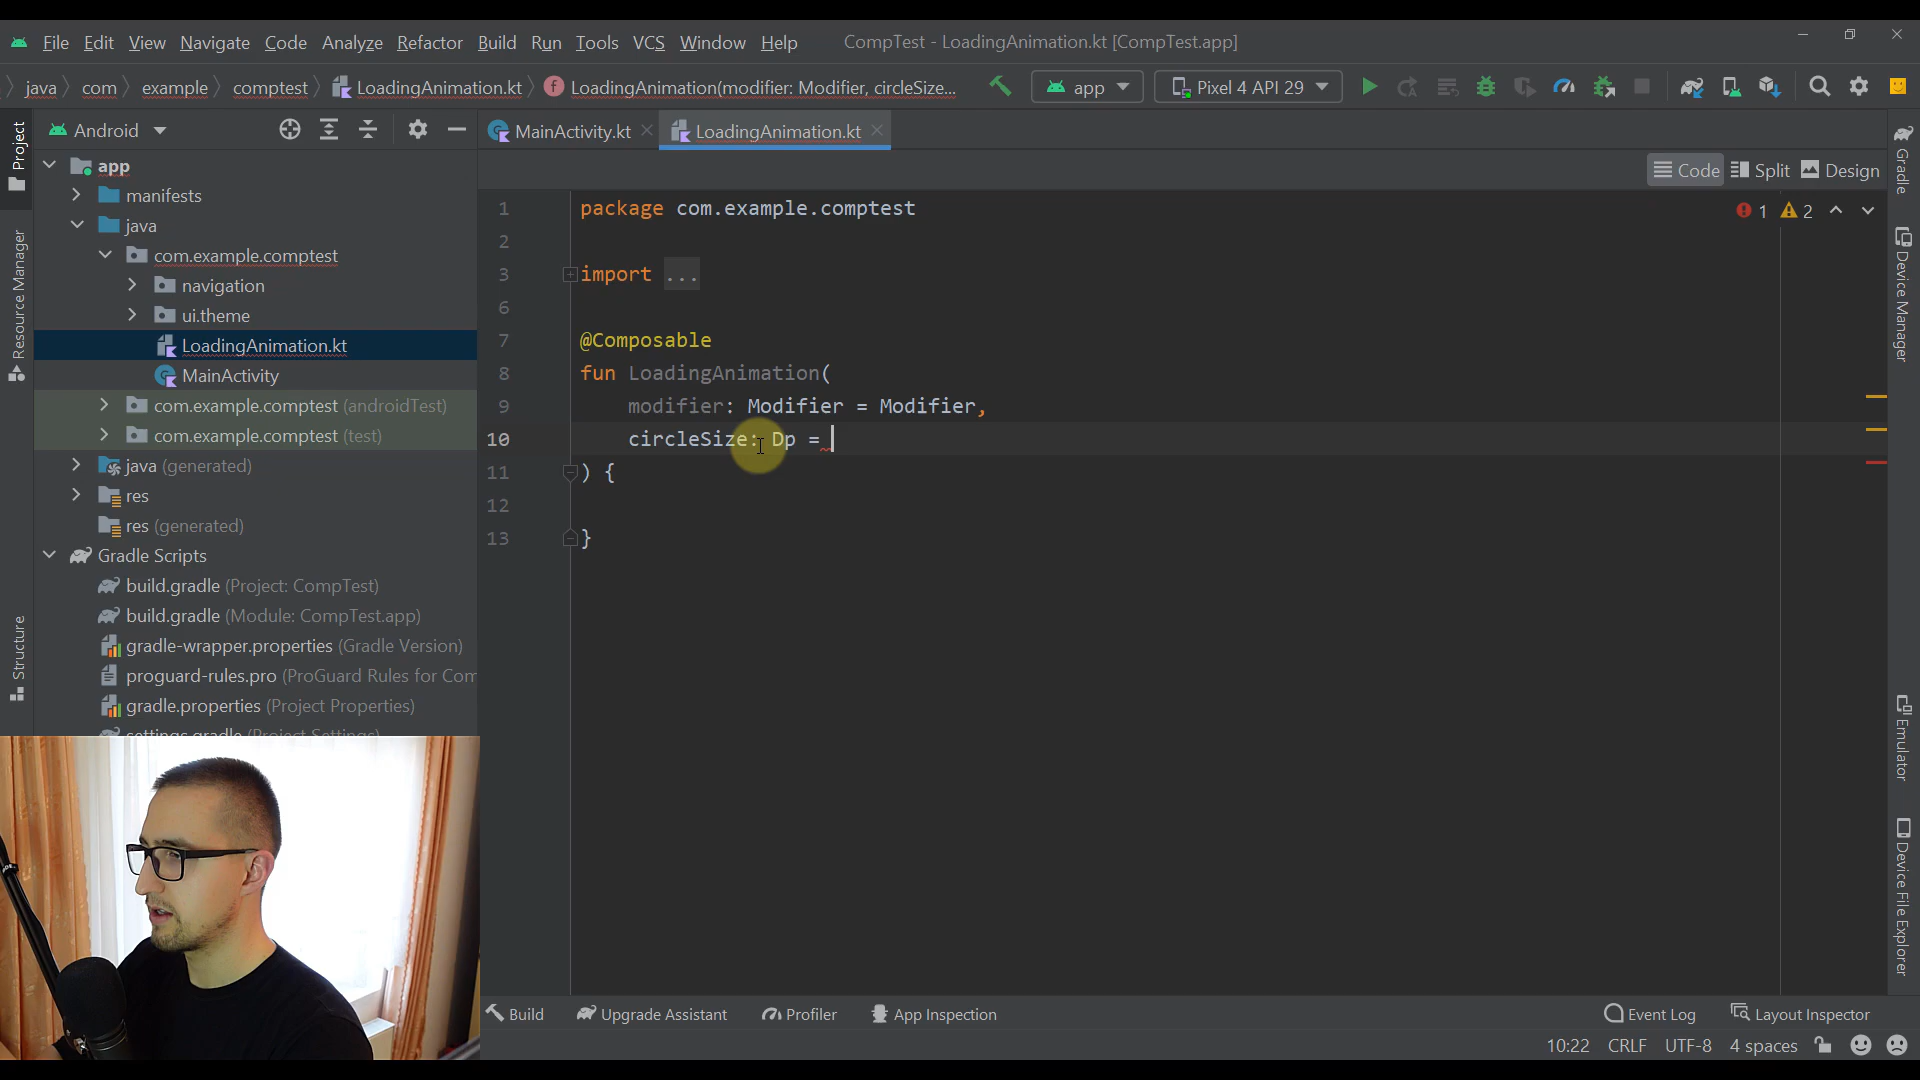 File Edit View Navigate Code Analyze Refactor Build Run Tools VCS Window Help CompTest - LoadingAnimation.kt [CompTest.app]
java com example comptest LoadingAnimation.kt LoadingAnimation(modifier: Modifier, circleSize... app Pixel 4 API 29
Android MainActivity.kt LoadingAnimation.kt
Code Split Design
Project
Resource Manager
Structure
app
manifests
java
com.example.comptest
navigation
ui.theme
LoadingAnimation.kt
MainActivity
com.example.comptest (androidTest)
com.example.comptest (test)
java (generated)
res
res (generated)
Gradle Scripts
build.gradle (Project: CompTest)
build.gradle (Module: CompTest.app)
gradle-wrapper.properties (Gradle Version)
proguard-rules.pro (ProGuard Rules for Com
gradle.properties (Project Properties)
settings.gradle (Project Settings)
1 package com.example.comptest
2
3 import ...
6
7 @Composable
8 fun LoadingAnimation(
9 modifier: Modifier = Modifier,
10 circleSize: Dp =
11 ) {
12
13 }
1 2
Gradle
Device Manager
Emulator
Device File Explorer
Build Upgrade Assistant Profiler App Inspection Event Log Layout Inspector
10:22 CRLF UTF-8 4 spaces